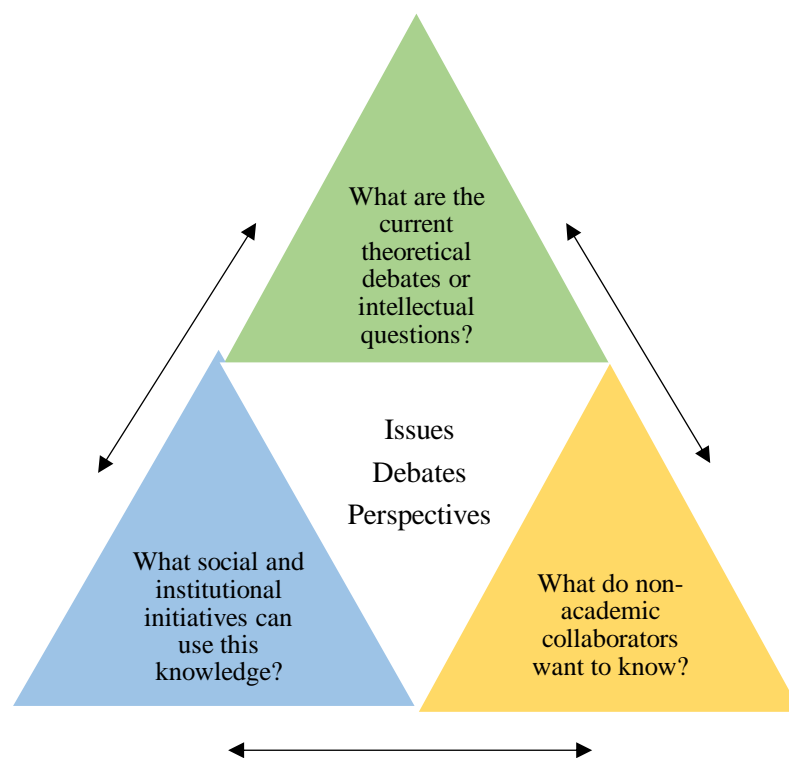 What are the
current
theoretical
debates or
intellectual
questions?
Issues
Debates
Perspectives
What social and
institutional
initiatives can
use this
knowledge?
What do non-
academic
collaborators
want to know?